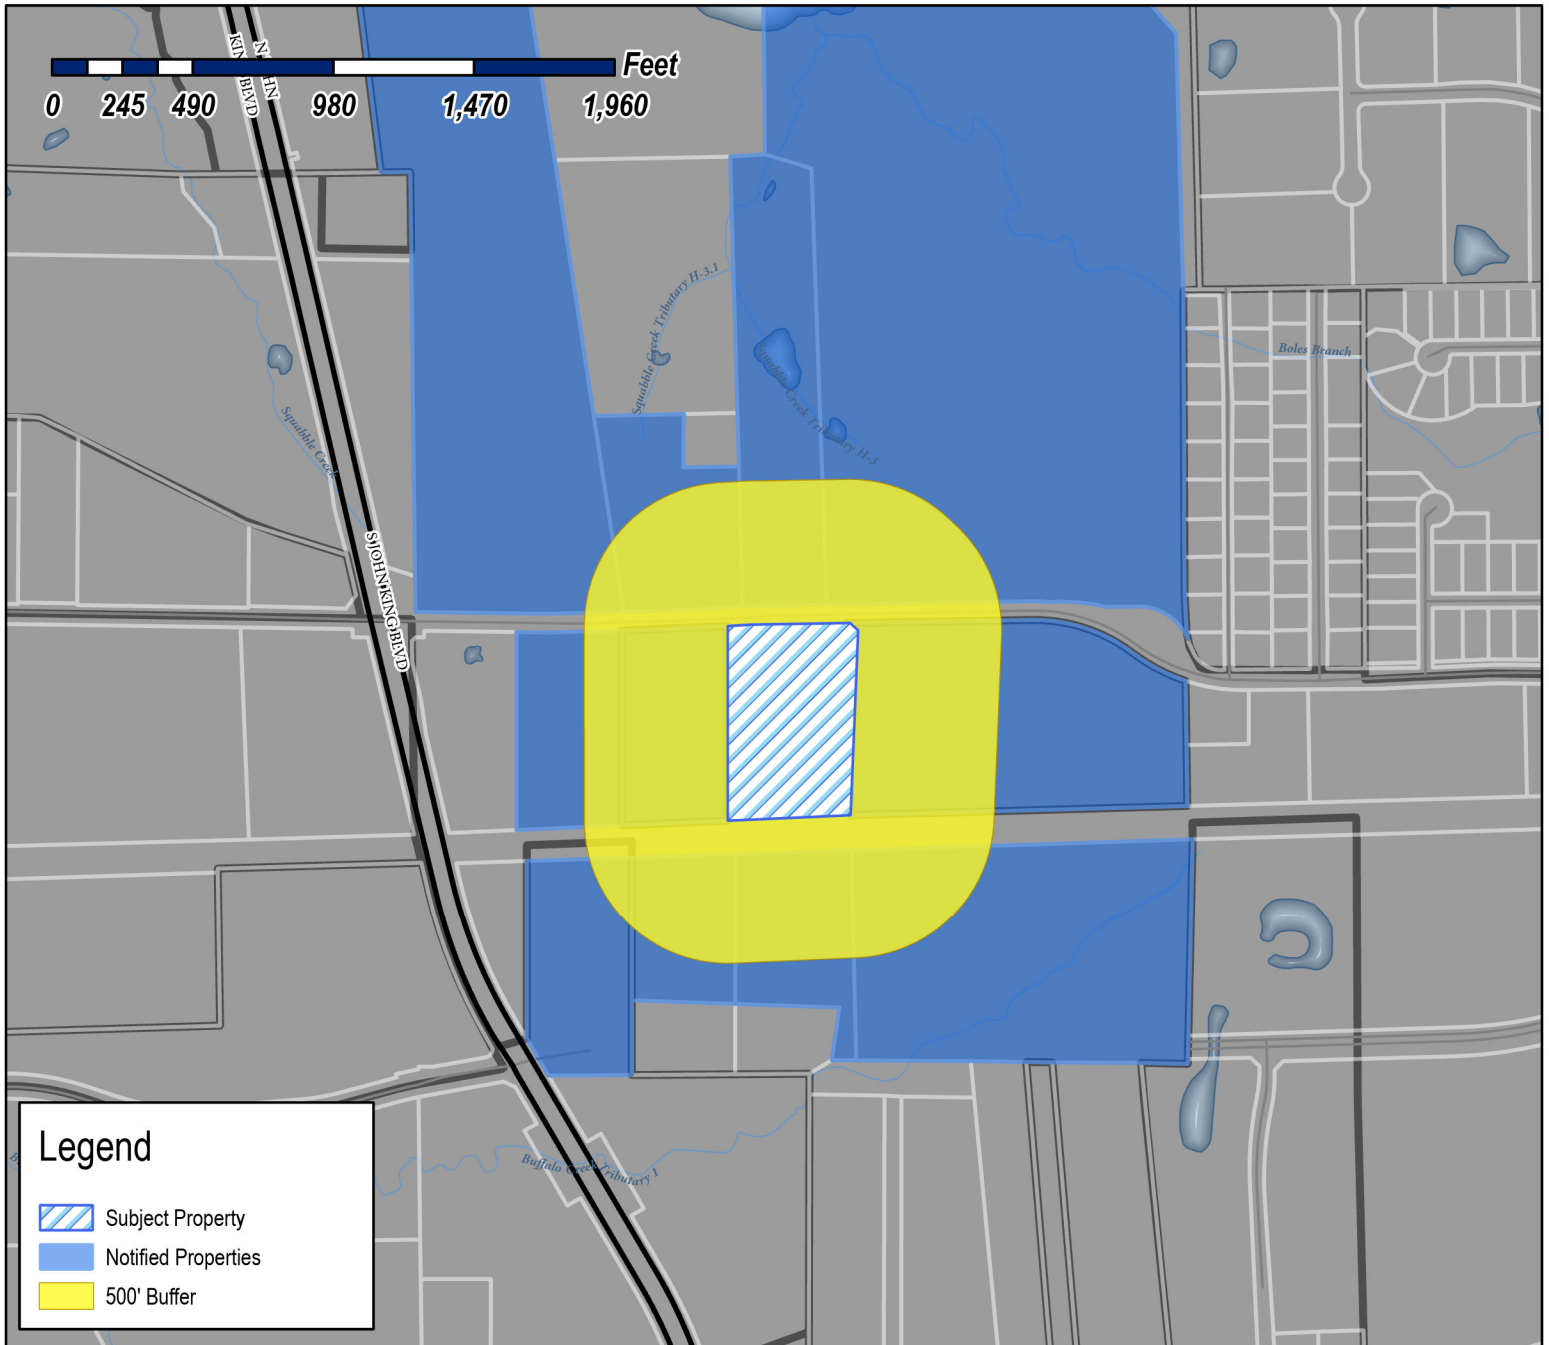 Feet
0 245 490 980 1,470 1,960
N JOHN
KING BLVD
Squabble Creek Tributary H-3.1
Boles Branch
Squabble Creek Tributary H-3
Squabble Creek
S JOHN KING BLVD
Buffalo Creek Tributary 1
Legend
Subject Property
Notified Properties
500' Buffer